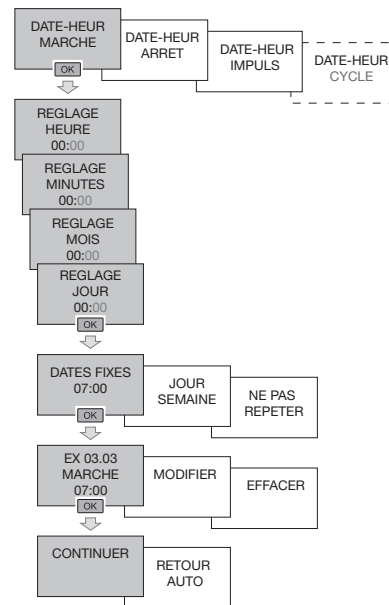 DATE-HEUR
MARCHE
OK
DATE-HEUR
ARRET
DATE-HEUR
IMPULS
DATE-HEUR
CYCLE
REGLAGE
HEURE
00:00
REGLAGE
MINUTES
00:00
REGLAGE
MOIS
00:00
REGLAGE
JOUR
00:00
OK
DATES FIXES
07:00
OK
JOUR
SEMAINE
NE PAS
REPETER
EX 03.03
MARCHE
07:00
OK
MODIFIER
EFFACER
CONTINUER
RETOUR
AUTO